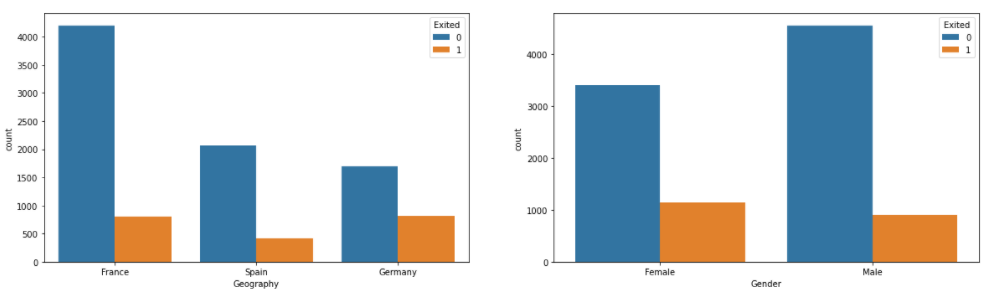 Exited
0
1
4000
3500
3000
2500
2000
1500
1000
500
0
count
France
Spain
Germany
Geography
Exited
0
1
4000
3000
2000
1000
0
count
Female
Male
Gender